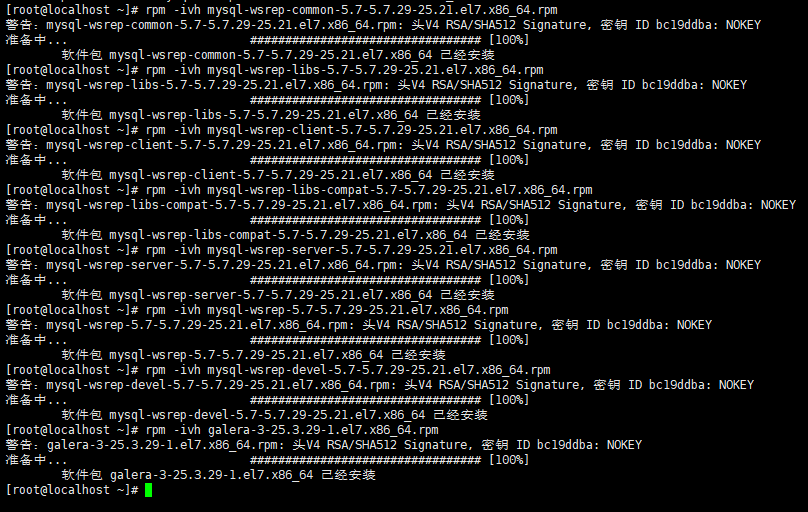 [root@localhost ~]# rpm -ivh mysql-wsrep-common-5.7-5.7.29-25.21.el7.x86_64.rpm
警告：mysql-wsrep-common-5.7-5.7.29-25.21.el7.x86_64.rpm: 头V4 RSA/SHA512 Signature, 密钥 ID bc19ddba: NOKEY
准备中... ################################# [100%]
软件包 mysql-wsrep-common-5.7-5.7.29-25.21.el7.x86_64 已经安装
[root@localhost ~]# rpm -ivh mysql-wsrep-libs-5.7-5.7.29-25.21.el7.x86_64.rpm
警告：mysql-wsrep-libs-5.7-5.7.29-25.21.el7.x86_64.rpm: 头V4 RSA/SHA512 Signature, 密钥 ID bc19ddba: NOKEY
准备中... ################################# [100%]
软件包 mysql-wsrep-libs-5.7-5.7.29-25.21.el7.x86_64 已经安装
[root@localhost ~]# rpm -ivh mysql-wsrep-client-5.7-5.7.29-25.21.el7.x86_64.rpm
警告：mysql-wsrep-client-5.7-5.7.29-25.21.el7.x86_64.rpm: 头V4 RSA/SHA512 Signature, 密钥 ID bc19ddba: NOKEY
准备中... ################################# [100%]
软件包 mysql-wsrep-client-5.7-5.7.29-25.21.el7.x86_64 已经安装
[root@localhost ~]# rpm -ivh mysql-wsrep-libs-compat-5.7-5.7.29-25.21.el7.x86_64.rpm
警告：mysql-wsrep-libs-compat-5.7-5.7.29-25.21.el7.x86_64.rpm: 头V4 RSA/SHA512 Signature, 密钥 ID bc19ddba: NOKEY
准备中... ################################# [100%]
软件包 mysql-wsrep-libs-compat-5.7-5.7.29-25.21.el7.x86_64 已经安装
[root@localhost ~]# rpm -ivh mysql-wsrep-server-5.7-5.7.29-25.21.el7.x86_64.rpm
警告：mysql-wsrep-server-5.7-5.7.29-25.21.el7.x86_64.rpm: 头V4 RSA/SHA512 Signature, 密钥 ID bc19ddba: NOKEY
准备中... ################################# [100%]
软件包 mysql-wsrep-server-5.7-5.7.29-25.21.el7.x86_64 已经安装
[root@localhost ~]# rpm -ivh mysql-wsrep-5.7-5.7.29-25.21.el7.x86_64.rpm
警告：mysql-wsrep-5.7-5.7.29-25.21.el7.x86_64.rpm: 头V4 RSA/SHA512 Signature, 密钥 ID bc19ddba: NOKEY
准备中... ################################# [100%]
软件包 mysql-wsrep-5.7-5.7.29-25.21.el7.x86_64 已经安装
[root@localhost ~]# rpm -ivh mysql-wsrep-devel-5.7-5.7.29-25.21.el7.x86_64.rpm
警告：mysql-wsrep-devel-5.7-5.7.29-25.21.el7.x86_64.rpm: 头V4 RSA/SHA512 Signature, 密钥 ID bc19ddba: NOKEY
准备中... ################################# [100%]
软件包 mysql-wsrep-devel-5.7-5.7.29-25.21.el7.x86_64 已经安装
[root@localhost ~]# rpm -ivh galera-3-25.3.29-1.el7.x86_64.rpm
警告：galera-3-25.3.29-1.el7.x86_64.rpm: 头V4 RSA/SHA512 Signature, 密钥 ID bc19ddba: NOKEY
准备中... ################################# [100%]
软件包 galera-3-25.3.29-1.el7.x86_64 已经安装
[root@localhost ~]#